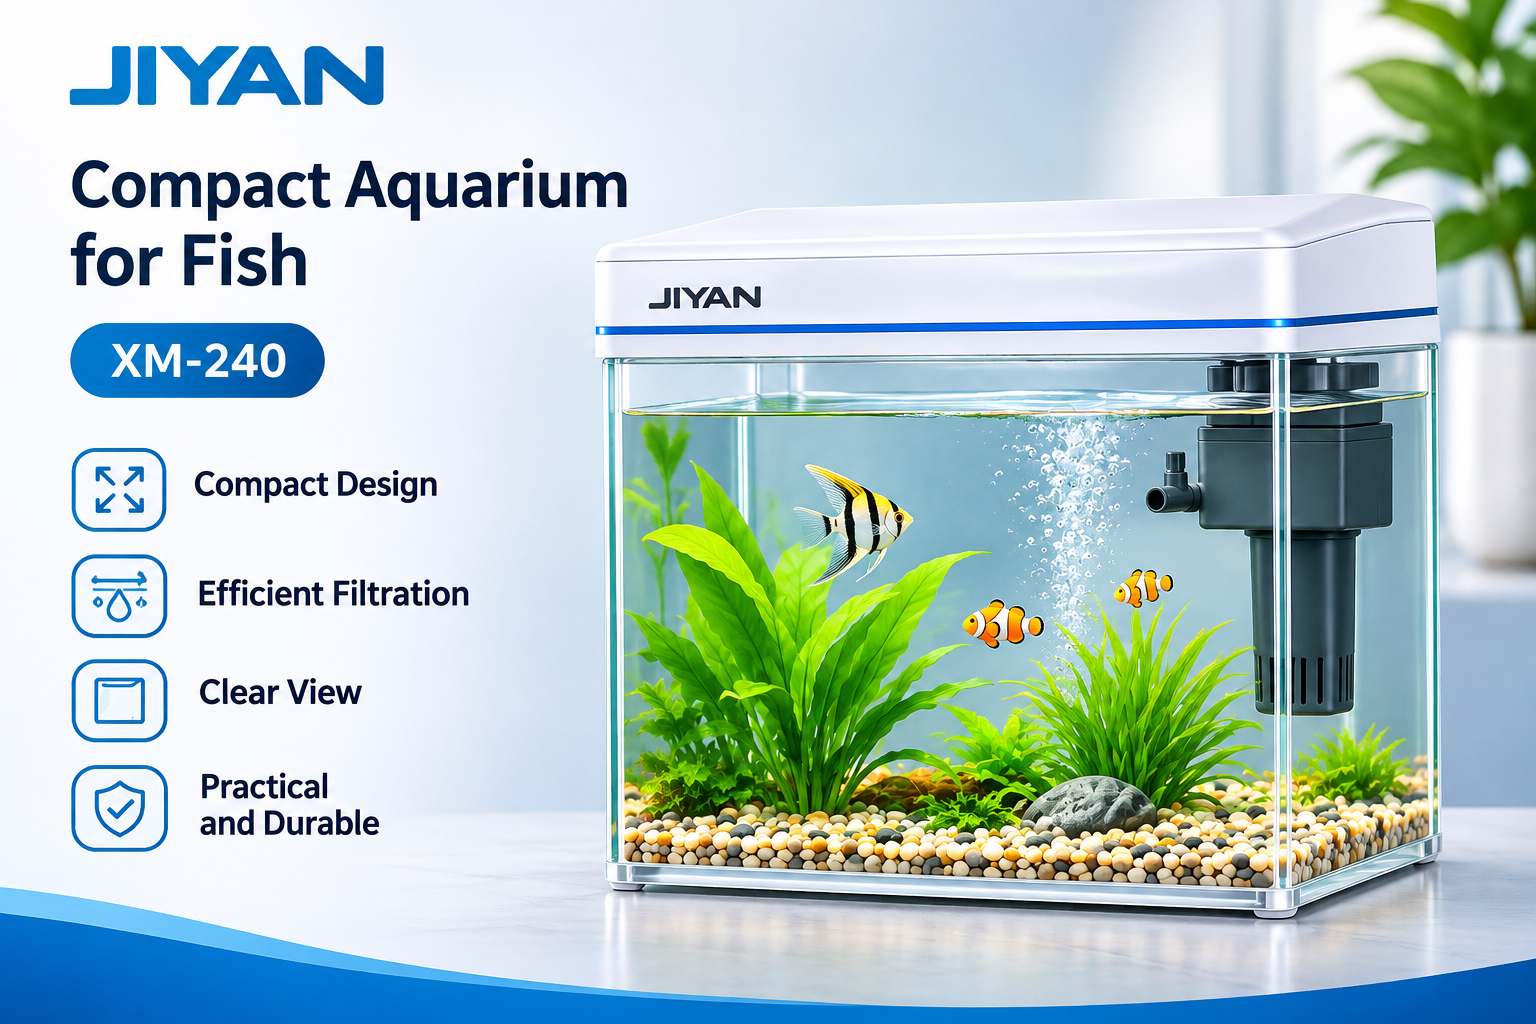 JIYAN
Compact Aquarium
for Fish
XM-240
Compact Design
Efficient Filtration
Clear View
Practical
and Durable
JIYAN